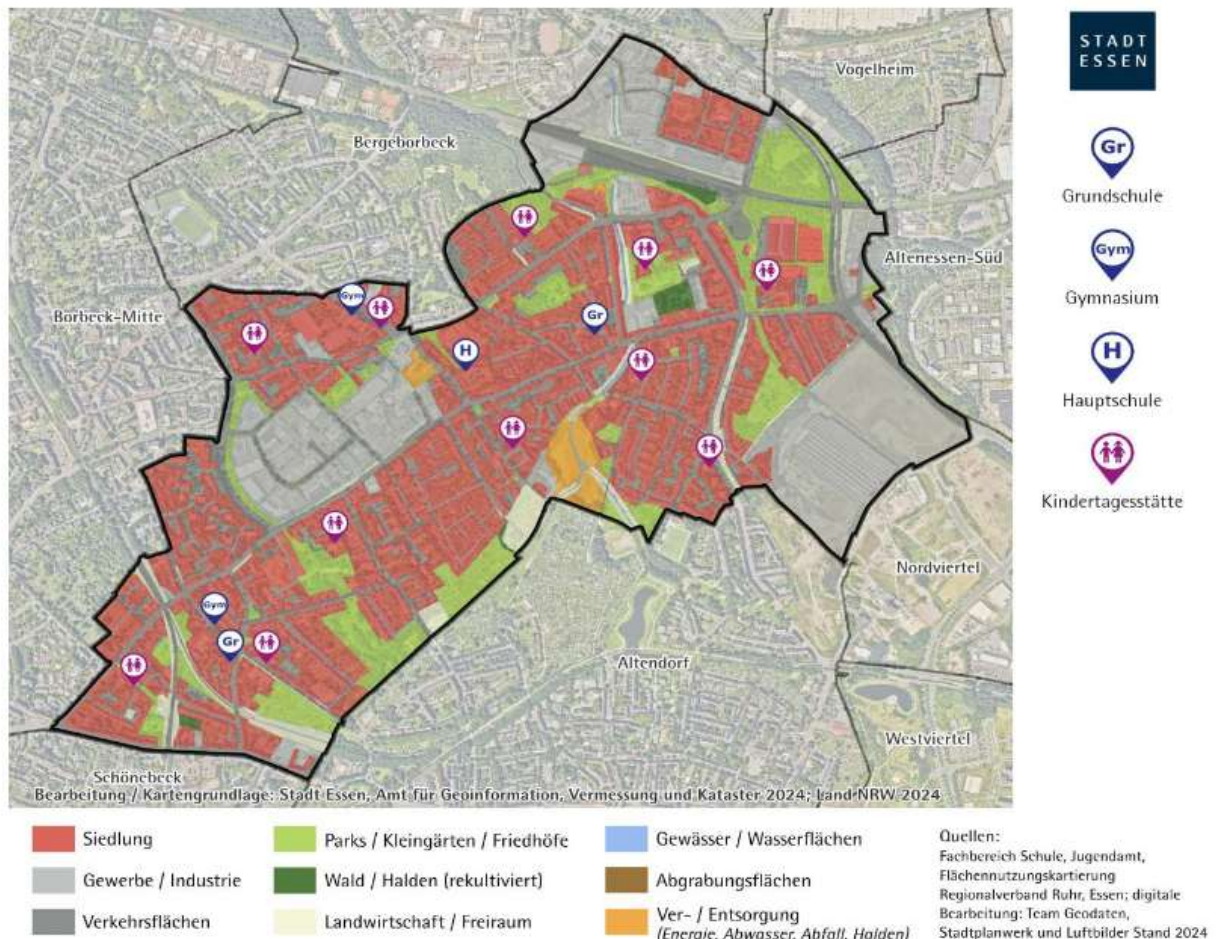 STADT
ESSEN
Vogelheim
Bergeborbeck
Altenessen-Süd
Borbeck-Mitte
Gym
Gr
H
Gym
Gr
Nordviertel
Altendorf
Westviertel
Schönebeck
Bearbeitung / Kartengrundlage: Stadt Essen, Amt für Geoinformation, Vermessung und Kataster 2024; Land NRW 2024
Gr
Grundschule
Gym
Gymnasium
H
Hauptschule
Kindertagesstätte
Siedlung
Gewerbe / Industrie
Verkehrsflächen
Parks / Kleingärten / Friedhöfe
Wald / Halden (rekultiviert)
Landwirtschaft / Freiraum
Gewässer / Wasserflächen
Abgrabungsflächen
Ver- / Entsorgung
(Energie, Abwasser, Abfall, Halden)
Quellen:
Fachbereich Schule, Jugendamt,
Flächennutzungskartierung
Regionalverband Ruhr, Essen; digitale
Bearbeitung: Team Geodaten,
Stadtplanwerk und Luftbilder Stand 2024